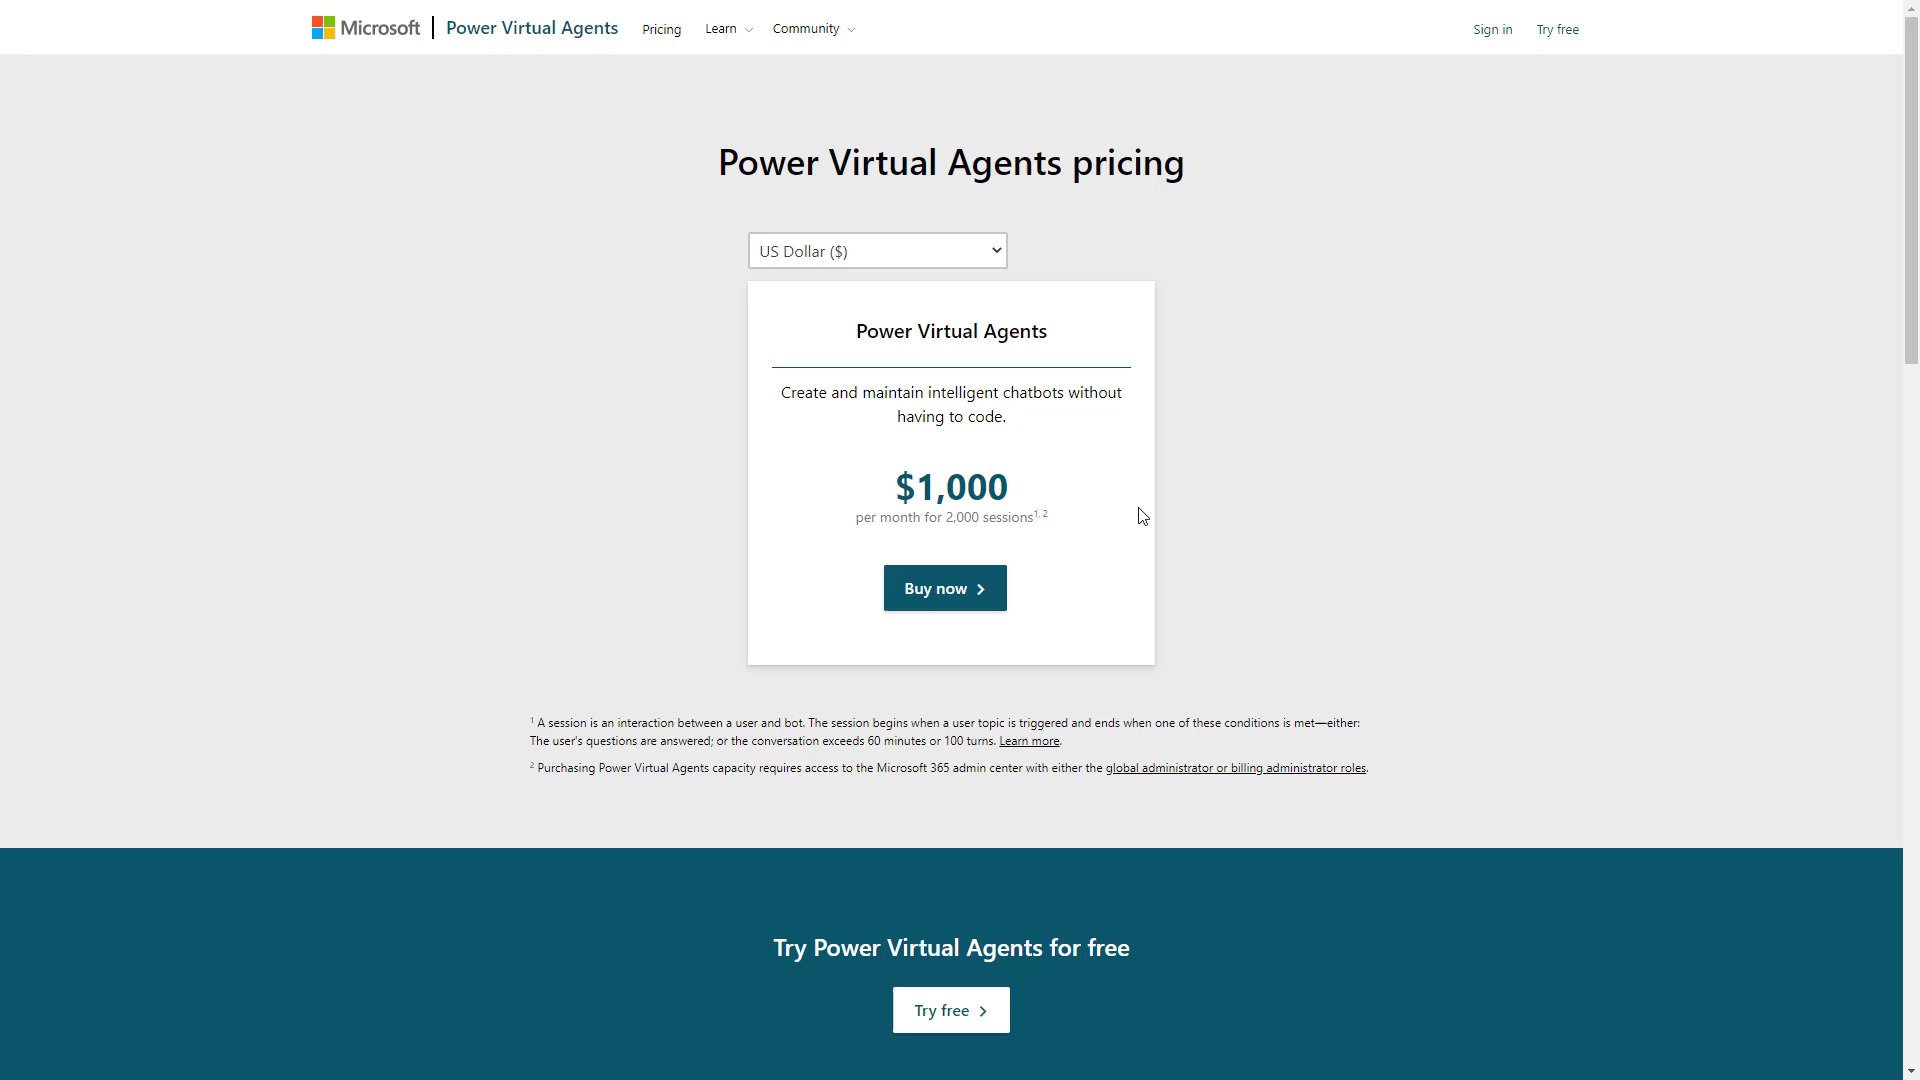 Microsoft | Power Virtual Agents Pricing Learn Community Sign in Try free
Power Virtual Agents pricing
US Dollar ($)
Power Virtual Agents
Create and maintain intelligent chatbots without
having to code.
$1,000
per month for 2,000 sessions1, 2
Buy now
1 A session is an interaction between a user and bot. The session begins when a user topic is triggered and ends when one of these conditions is met—either:
The user's questions are answered; or the conversation exceeds 60 minutes or 100 turns. Learn more.
2 Purchasing Power Virtual Agents capacity requires access to the Microsoft 365 admin center with either the global administrator or billing administrator roles.
Try Power Virtual Agents for free
Try free